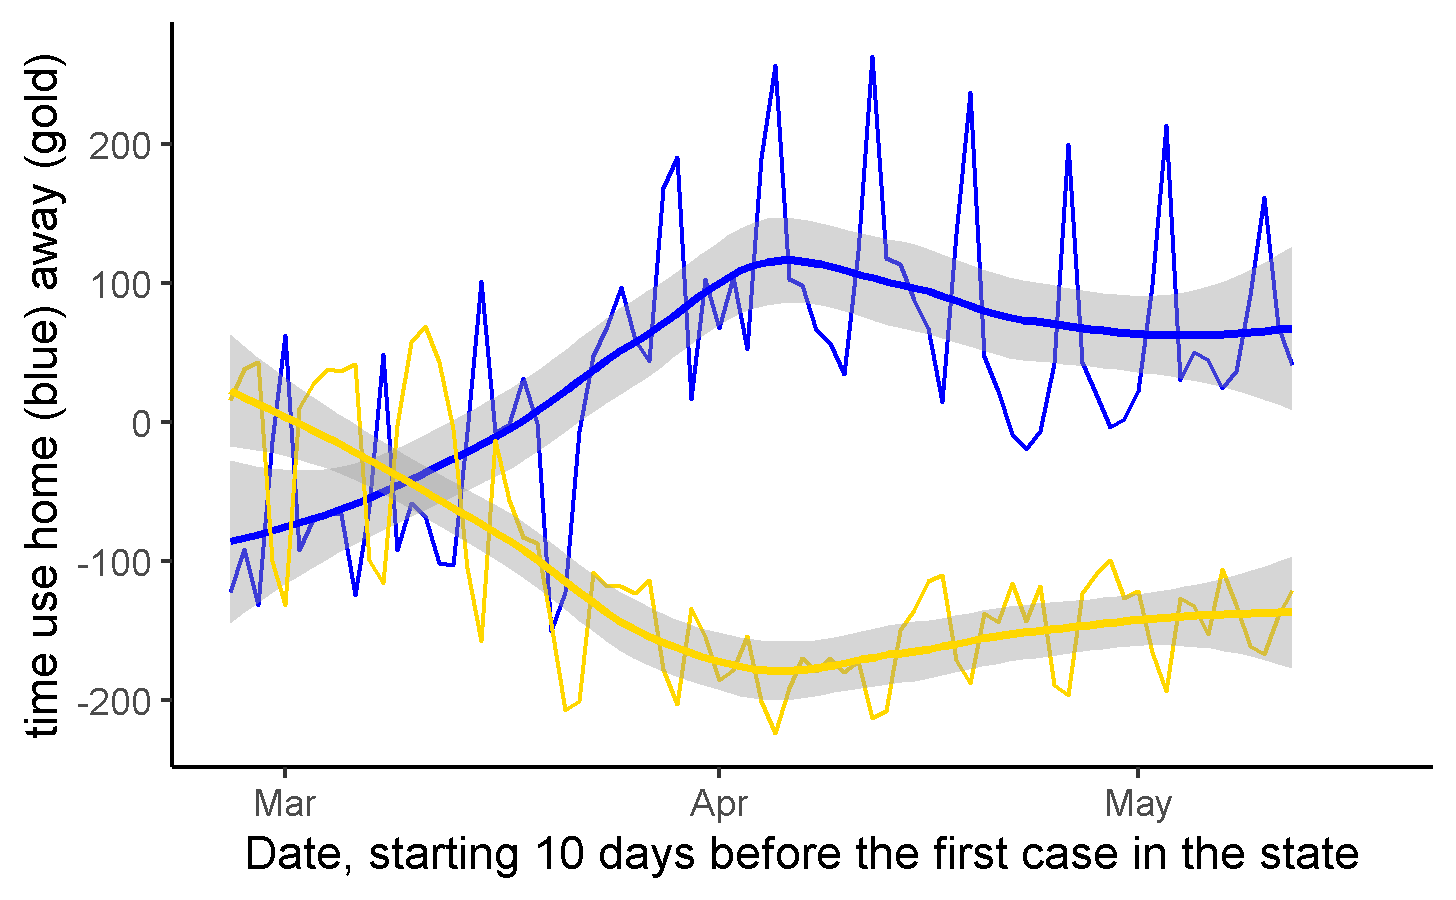 time use home (blue) away (gold)
200
100
0
-100
-200
Mar Apr May
Date, starting 10 days before the first case in the state